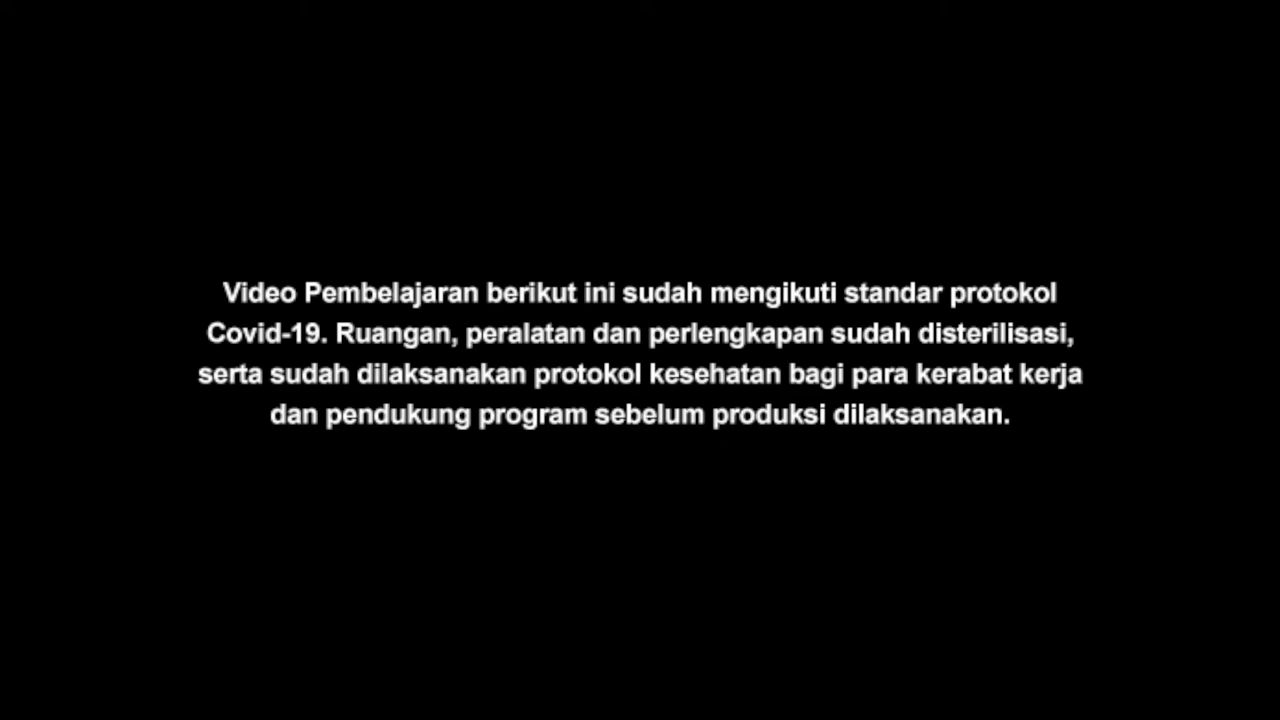 Video Pembelajaran berikut ini sudah mengikuti standar protokol
Covid-19. Ruangan, peralatan dan perlengkapan sudah disterilisasi,
serta sudah dilaksanakan protokol kesehatan bagi para kerabat kerja
dan pendukung program sebelum produksi dilaksanakan.